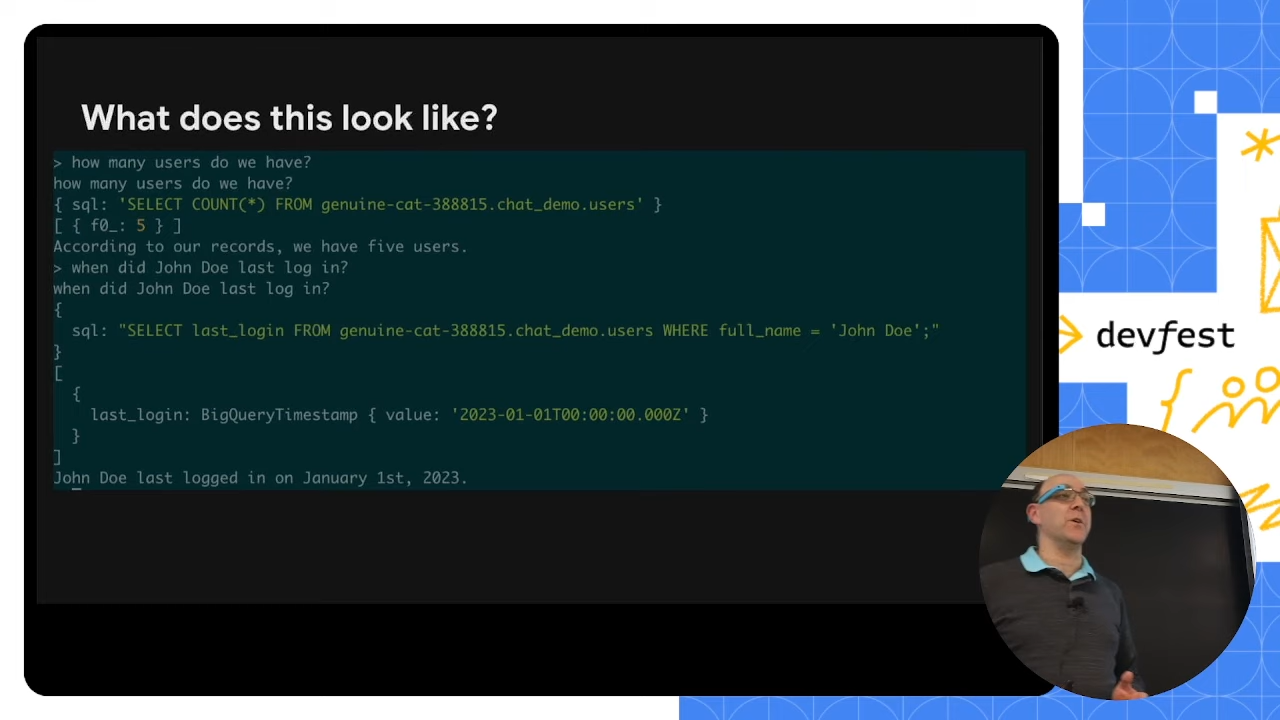 What does this look like?
> how many users do we have?
how many users do we have?
{ sql: 'SELECT COUNT(*) FROM genuine-cat-388815.chat_demo.users' }
[ { f0_: 5 } ]
According to our records, we have five users.
> when did John Doe last log in?
when did John Doe last log in?
{
sql: "SELECT last_login FROM genuine-cat-388815.chat_demo.users WHERE full_name = 'John Doe';"
}
[
{
last_login: BigQueryTimestamp { value: '2023-01-01T00:00:00.000Z' }
}
]
John Doe last logged in on January 1st, 2023.
devfest